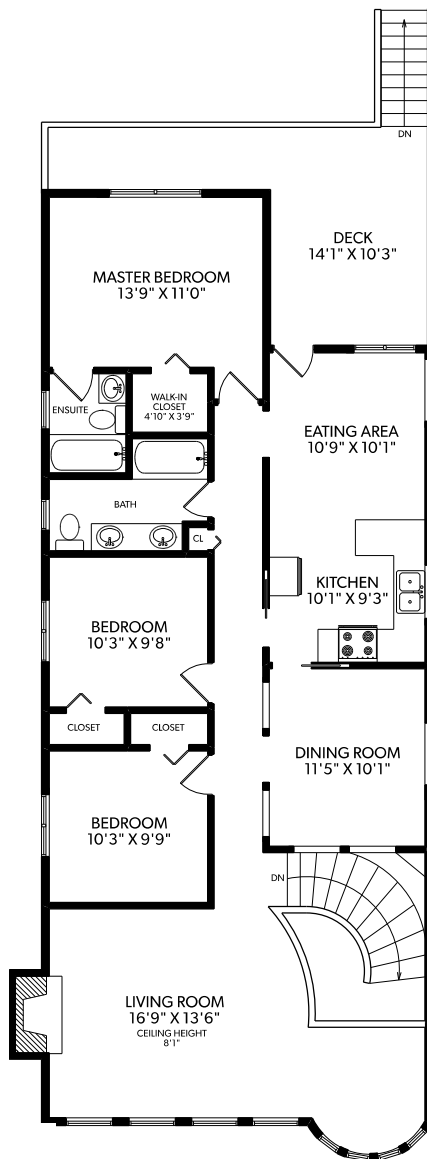 DN
DECK
14'1" X 10'3"
MASTER BEDROOM
13'9" X 11'0"
WALK-IN
CLOSET
4'10" X 3'9"
ENSUITE
EATING AREA
10'9" X 10'1"
BATH
CL
KITCHEN
10'1" X 9'3"
BEDROOM
10'3" X 9'8"
CLOSET
CLOSET
DINING ROOM
11'5" X 10'1"
BEDROOM
10'3" X 9'9"
DN
LIVING ROOM
16'9" X 13'6"
CEILING HEIGHT
8'1"